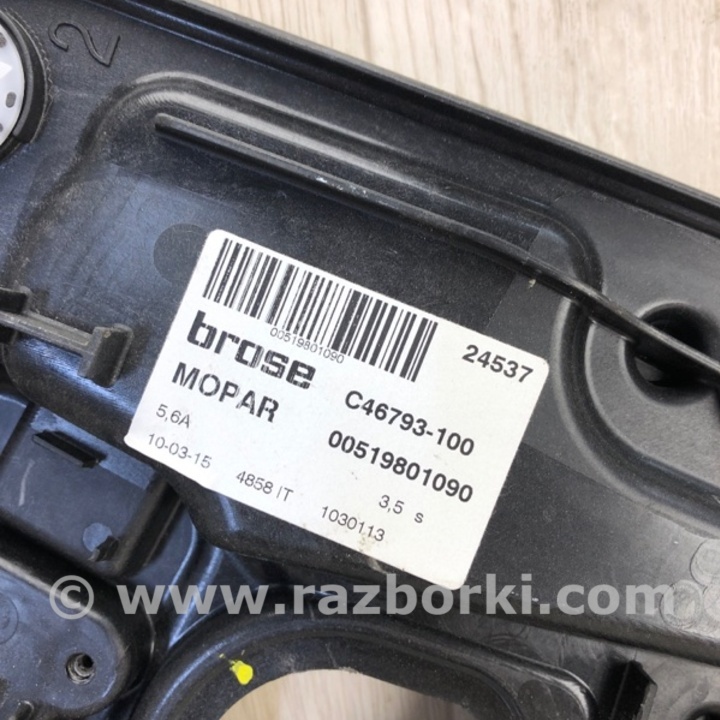 2
00519801090
24537
brose
C46793-100
MOPAR
00519801090
5,6A
3,5 s
10-03-15 4858 IT 1030113
© www.razborki.com